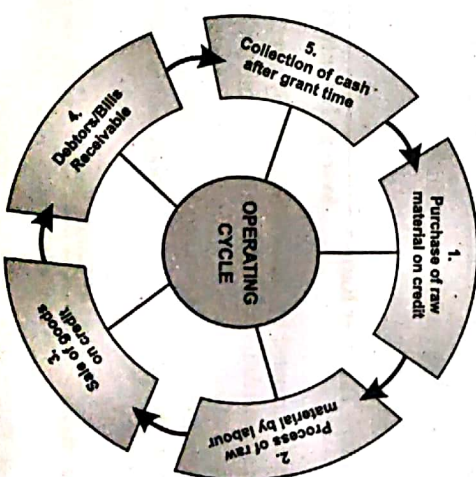 OPERATING
CYCLE
1.
Purchase of raw
material on credit
2.
Process of raw
material by labour
3.
Sale of goods
on credit.
4.
Debtors/Bills
Receivable
5.
Collection of cash
after grant time